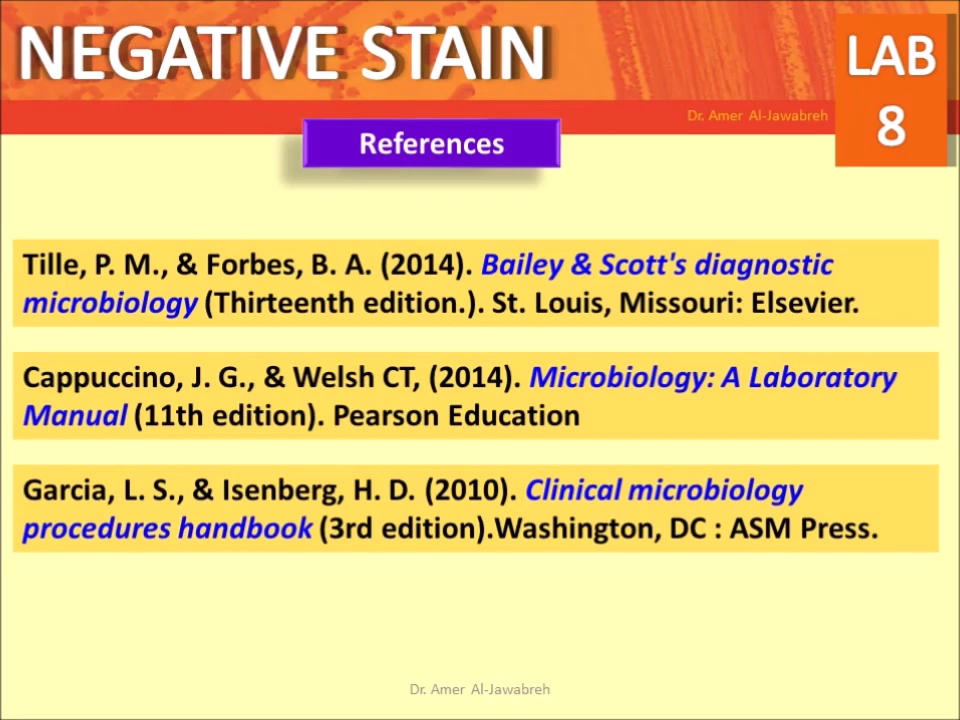 NEGATIVE STAIN
LAB
8
Dr. Amer Al-Jawabreh
References
Tille, P. M., & Forbes, B. A. (2014). Bailey & Scott's diagnostic
microbiology (Thirteenth edition.). St. Louis, Missouri: Elsevier.
Cappuccino, J. G., & Welsh CT, (2014). Microbiology: A Laboratory
Manual (11th edition). Pearson Education
Garcia, L. S., & Isenberg, H. D. (2010). Clinical microbiology
procedures handbook (3rd edition).Washington, DC : ASM Press.
Dr. Amer Al-Jawabreh